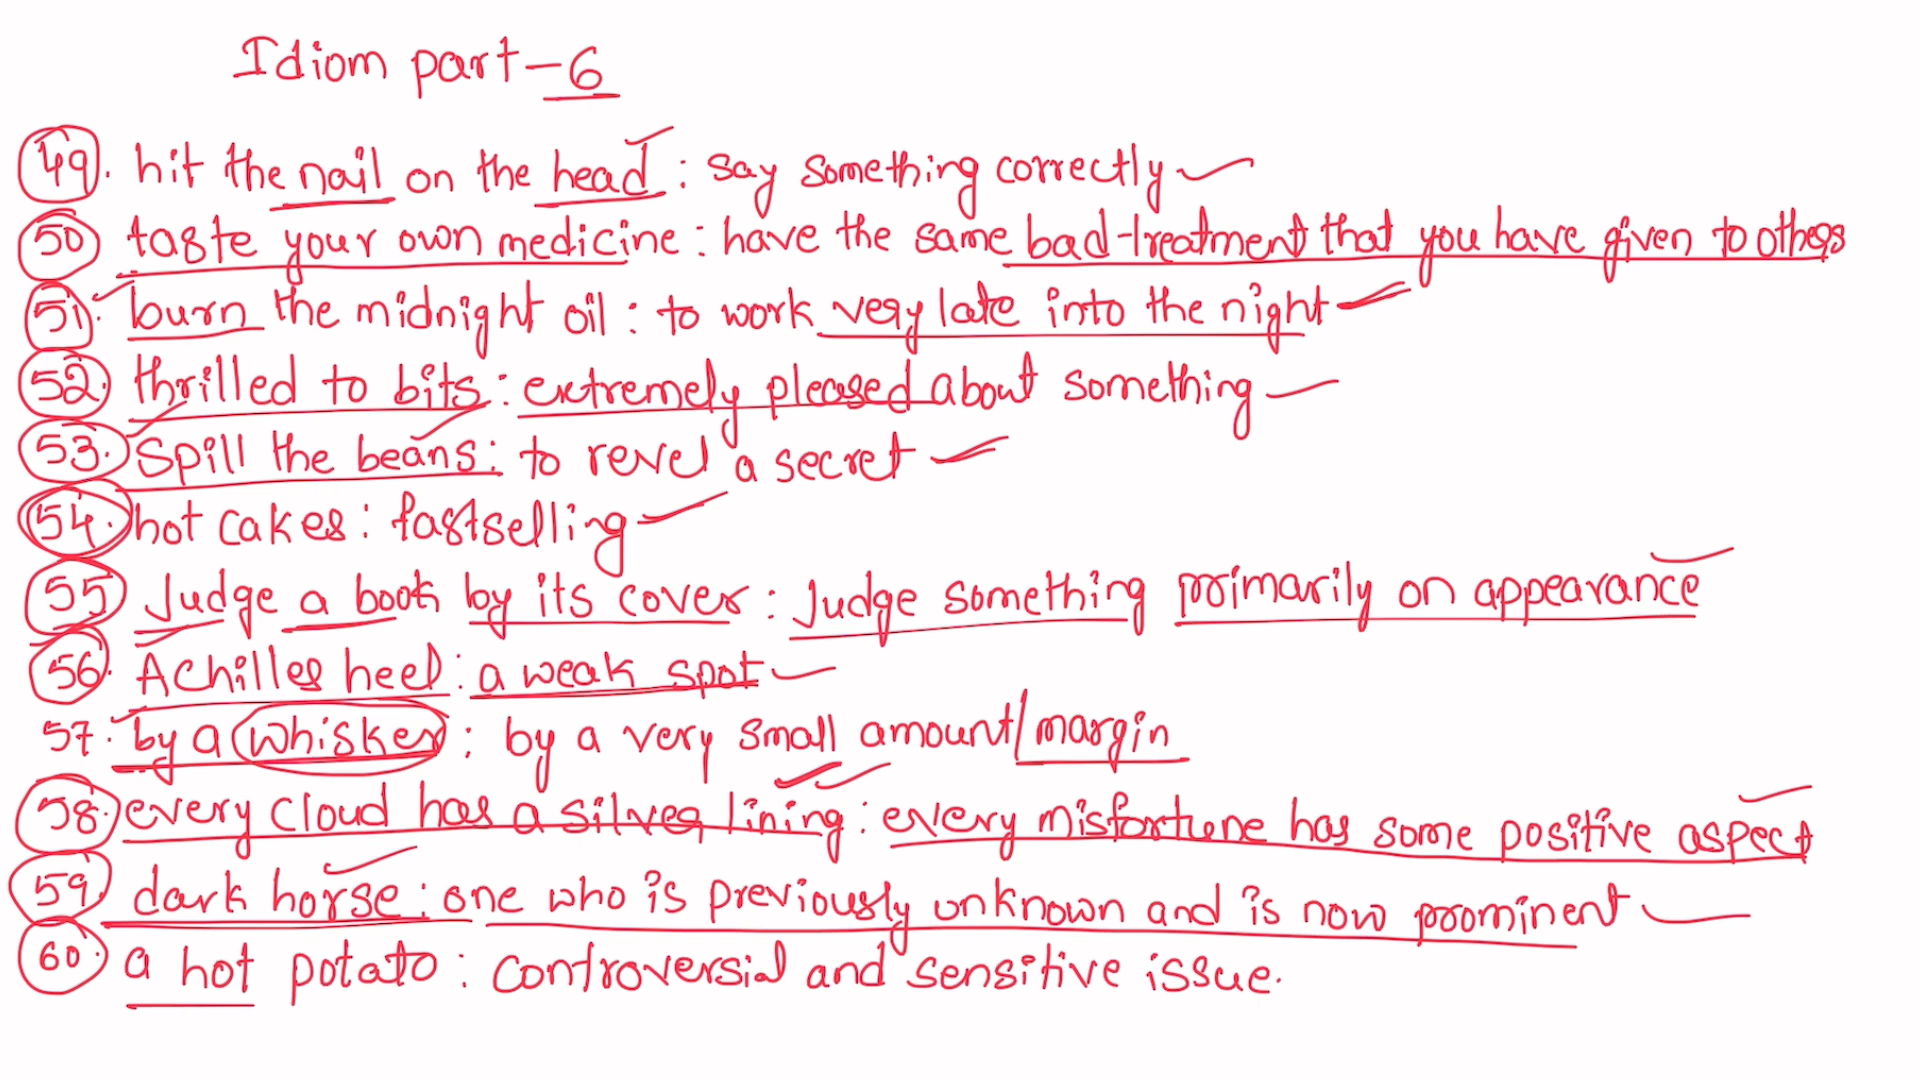 Idiom part-6
49. hit the nail on the head : say something correctly
50 taste your own medicine : have the same bad-treatment that you have given to others
51. burn the midnight oil : to work very late into the night
52. thrilled to bits : extremely pleased about something
53. Spill the beans : to revel a secret
54. hot cakes : fastselling
55 Judge a book by its cover : Judge something primarily on appearance
56. Achilles heel : a weak spot
57. by a whisker : by a very small amount/margin
58. every cloud has a silver lining : every misfortune has some positive aspect
59. dark horse : one who is previously unknown and is now prominent
60. a hot potato : controversial and sensitive issue.